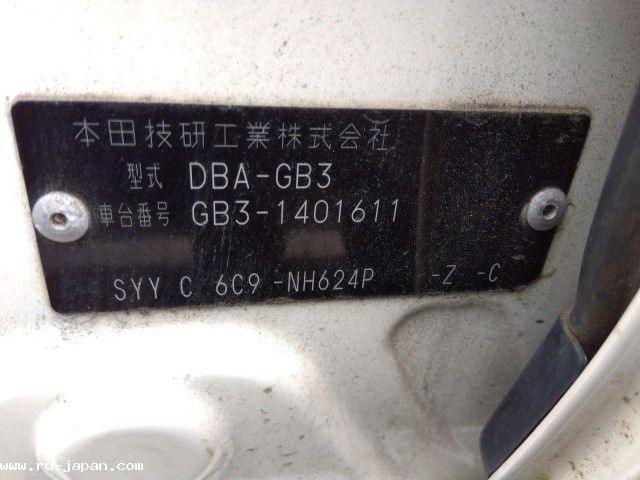 本田技研工業株式会社
型式 DBA-GB3
車台番号 GB3-1401611
SYY C 6C9 -NH624P -Z -C
www.ru-japan.com